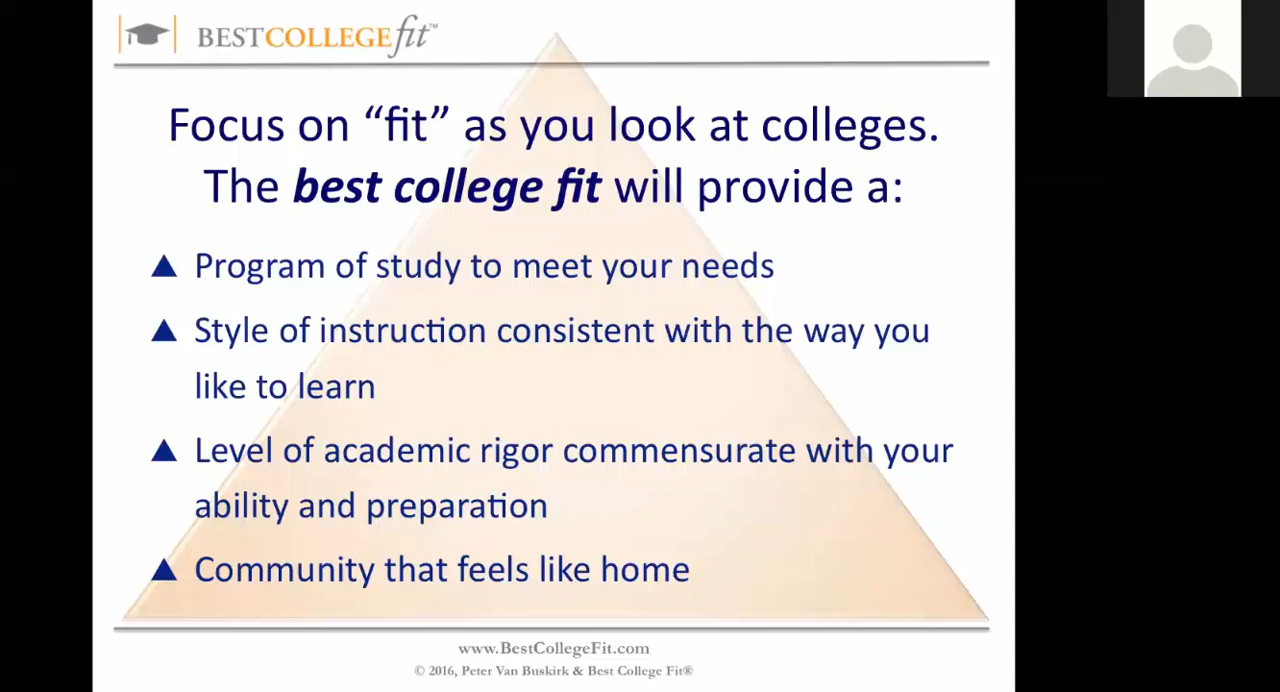 BESTCOLLEGEfit™
Focus on “fit” as you look at colleges.
The best college fit will provide a:
▲ Program of study to meet your needs
▲ Style of instruction consistent with the way you
like to learn
▲ Level of academic rigor commensurate with your
ability and preparation
▲ Community that feels like home
www.BestCollegeFit.com
© 2016, Peter Van Buskirk & Best College Fit®